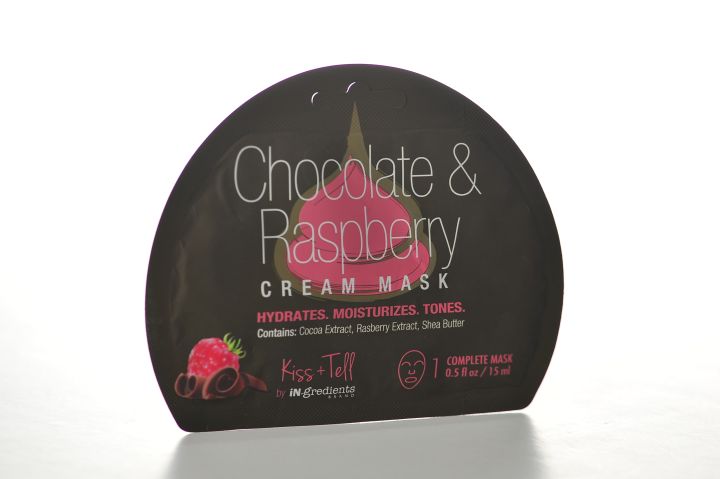 Chocolate &
Raspberry
CREAM MASK
HYDRATES. MOISTURIZES. TONES.
Contains: Cocoa Extract, Rasberry Extract, Shea Butter
Kiss + Tell
by iN.gredients
BRAND
1 COMPLETE MASK
0.5 fl oz / 15 ml